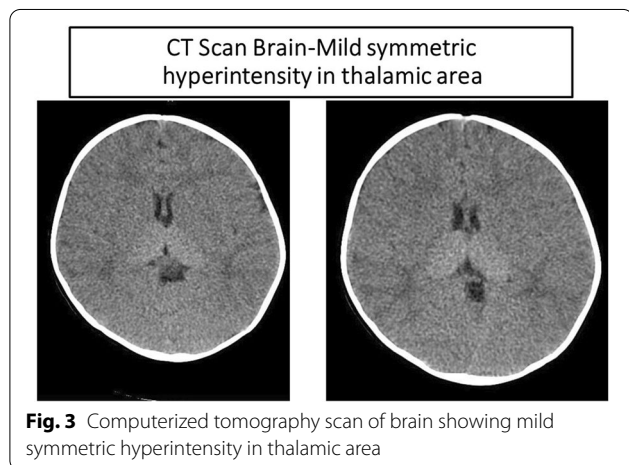 CT Scan Brain-Mild symmetric
hyperintensity in thalamic area
Fig. 3 Computerized tomography scan of brain showing mild
symmetric hyperintensity in thalamic area